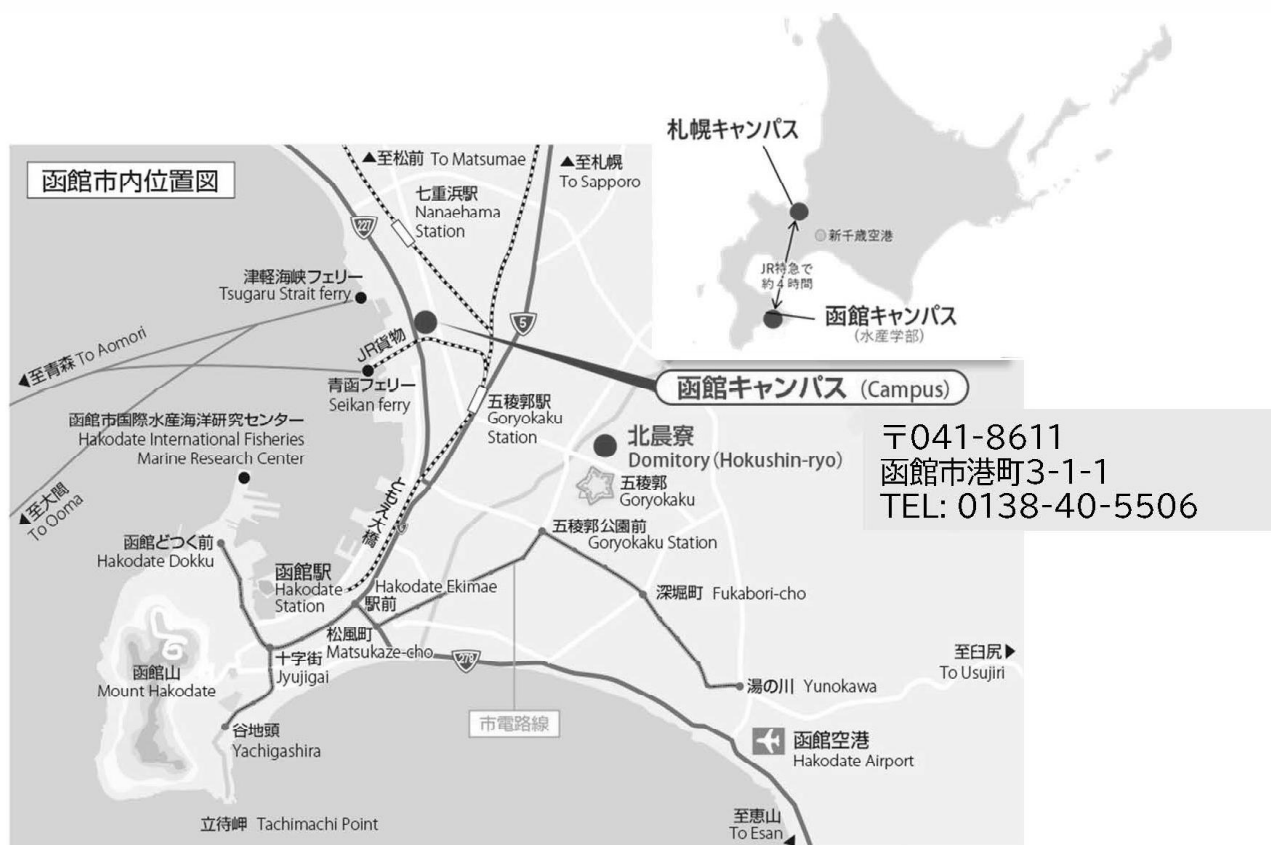 札幌キャンパス
新千歳空港
JR特急で
約4時間
函館キャンパス
(水産学部)
函館市内位置図
▲至松前 To Matsumae
▲至札幌
To Sapporo
七重浜駅
Nanaehama
Station
227
津軽海峡フェリー
Tsugaru Strait ferry
5
JR貨物
◀至青森 To Aomori
青函フェリー
Seikan ferry
函館キャンパス (Campus)
五稜郭駅
Goryokaku
Station
函館市国際水産海洋研究センター
Hakodate International Fisheries
Marine Research Center
北晨寮
Domitory (Hokushin-ryo)
五稜郭
Goryokaku
〒041-8611
函館市港町3-1-1
TEL: 0138-40-5506
◀至大間
To Ooma
ともえ大橋
函館どつく前
Hakodate Dokku
五稜郭公園前
Goryokaku Station
函館駅
Hakodate
Station
Hakodate Ekimae
駅前
深堀町 Fukabori-cho
松風町
Matsukaze-cho
278
十字街
Jyujigai
至臼尻▶
To Usujiri
函館山
Mount Hakodate
湯の川 Yunokawa
市電路線
谷地頭
Yachigashira
函館空港
Hakodate Airport
立待岬 Tachimachi Point
至恵山
To Esan